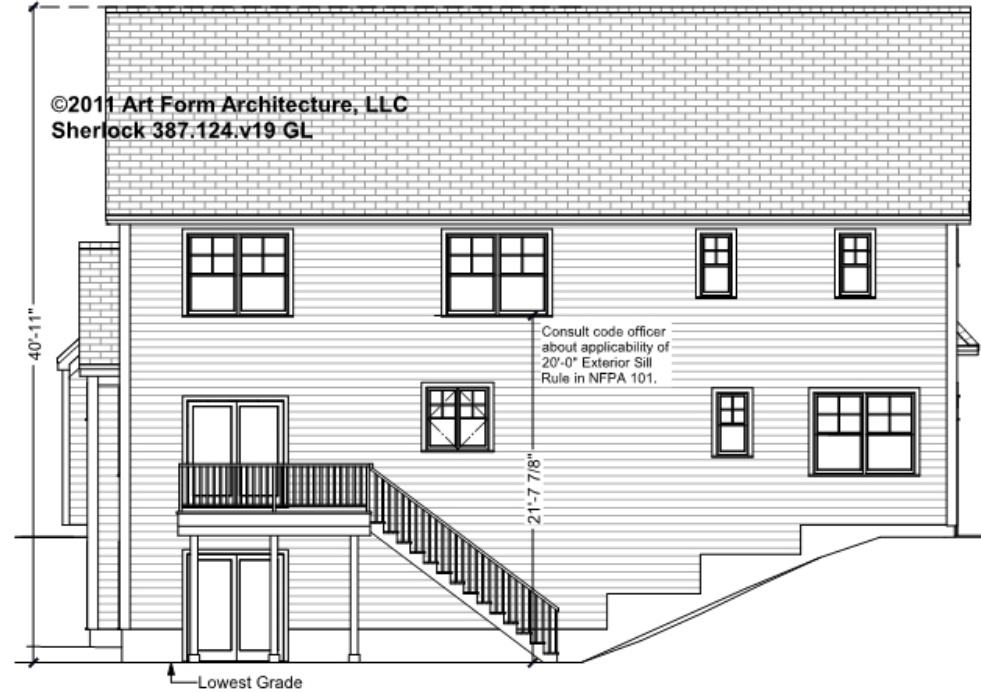 ©2011 Art Form Architecture, LLC
Sherlock 387.124.v19 GL
40'-11"
Consult code officer
about applicability of
20'-0" Exterior Sill
Rule in NFPA 101.
21'-7 7/8"
Lowest Grade